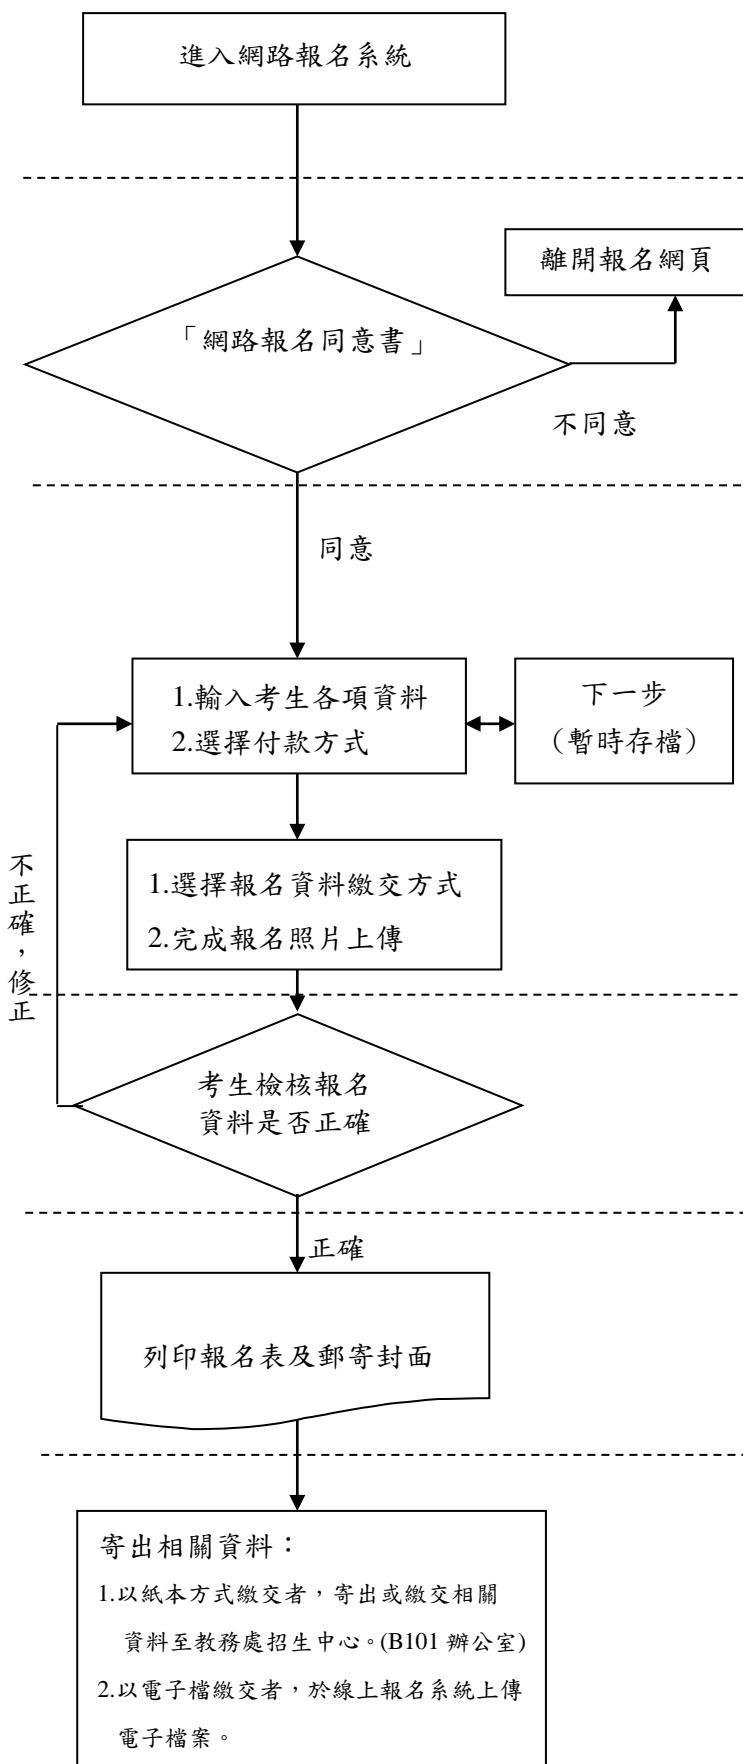 進入網路報名系統
離開報名網頁
「網路報名同意書」
不同意
同意
1.輸入考生各項資料
2.選擇付款方式
下一步
（暫時存檔）
1.選擇報名資料繳交方式
2.完成報名照片上傳
不正確，修正
考生檢核報名
資料是否正確
正確
列印報名表及郵寄封面
寄出相關資料：
1.以紙本方式繳交者，寄出或繳交相關
資料至教務處招生中心。(B101 辦公室)
2.以電子檔繳交者，於線上報名系統上傳
電子檔案。